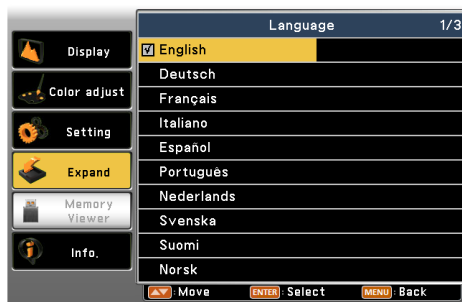 Language 1/3
Display
Color adjust
Setting
Expand
Memory
Viewer
Info.
English
Deutsch
Français
Italiano
Español
Português
Nederlands
Svenska
Suomi
Norsk
▲▼:Move ENTER:Select MENU:Back